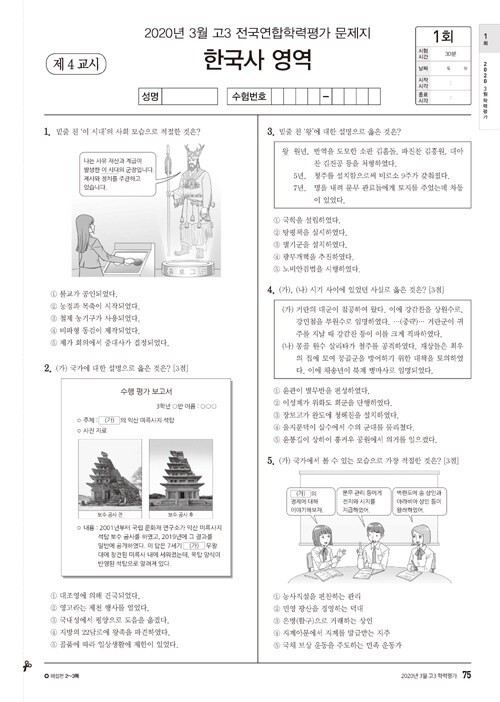 2020년 3월 고3 전국연합학력평가 문제지
제 4 교시
한국사 영역
1회
시험
시간
30분
날짜
월 일
시작
시각
:
종료
시각
:
성명
수험번호
–
1회
2020 3월 학력평가
1. 밑줄 친 '이 시대'의 사회 모습으로 적절한 것은?
나는 사유 재산과 계급이
발생한 이 시대의 군장입니다.
제사와 정치를 주관하고
있습니다.
① 불교가 공인되었다.
② 농경과 목축이 시작되었다.
③ 철제 농기구가 사용되었다.
④ 비파형 동검이 제작되었다.
⑤ 제가 회의에서 중대사가 결정되었다.
2. (가) 국가에 대한 설명으로 옳은 것은? [3점]
수행 평가 보고서
3학년 ○반 이름 : ○○○
○ 주제 : (가) 의 익산 미륵사지 석탑
○ 사진 자료
보수 공사 전
보수 공사 후
○ 내용 : 2001년부터 국립 문화재 연구소가 익산 미륵사지
석탑 보수 공사를 하였고, 2019년에 그 결과를
일반에 공개하였다. 이 탑은 7세기 (가) 무왕
대에 창건된 미륵사 내에 세워졌는데, 목탑 양식이
반영된 석탑으로 알려져 있다.
① 대조영에 의해 건국되었다.
② 영고라는 제천 행사를 열었다.
③ 국내성에서 평양으로 도읍을 옮겼다.
④ 지방의 22담로에 왕족을 파견하였다.
⑤ 골품에 따라 일상생활에 제한이 있었다.
3. 밑줄 친 '왕'에 대한 설명으로 옳은 것은?
왕 원년, 반역을 도모한 소판 김흠돌, 파진찬 김흥원, 대아
찬 김진공 등을 처형하였다.
5년, 청주를 설치함으로써 비로소 9주가 갖춰졌다.
7년, 명을 내려 문무 관료들에게 토지를 주었는데 차등
이 있었다.
① 국학을 설립하였다.
② 탕평책을 실시하였다.
③ 별기군을 설치하였다.
④ 광무개혁을 추진하였다.
⑤ 노비안검법을 시행하였다.
4. (가), (나) 시기 사이에 있었던 사실로 옳은 것은? [3점]
(가) 거란의 대군이 침공하여 왔다. 이에 강감찬을 상원수로,
강민첨을 부원수로 임명하였다. …(중략)… 거란군이 귀
주를 지날 때 강감찬 등이 이를 크게 격파하였다.
(나) 몽골 원수 살리타가 철주를 공격하였다. 재상들은 최우
의 집에 모여 몽골군을 방어하기 위한 대책을 토의하였
다. 이에 채송년이 북계 병마사로 임명되었다.
① 윤관이 별무반을 편성하였다.
② 이성계가 위화도 회군을 단행하였다.
③ 장보고가 완도에 청해진을 설치하였다.
④ 을지문덕이 살수에서 수의 군대를 물리쳤다.
⑤ 윤봉길이 상하이 훙커우 공원에서 의거를 일으켰다.
5. (가) 국가에서 볼 수 있는 모습으로 가장 적절한 것은? [3점]
(가) 의
경제에 대해
이야기해보자.
문무 관리 등에게
전지와 시지를
지급하였어.
벽란도에 송 상인과
아라비아 상인 등이
왕래하였어.
① 농사직설을 편찬하는 관리
② 민영 광산을 경영하는 덕대
③ 은병(활구)으로 거래하는 상인
④ 지계아문에서 지계를 발급받는 지주
⑤ 국채 보상 운동을 주도하는 민족 운동가
해설편 2~3쪽
2020년 3월 고3 학력평가 75